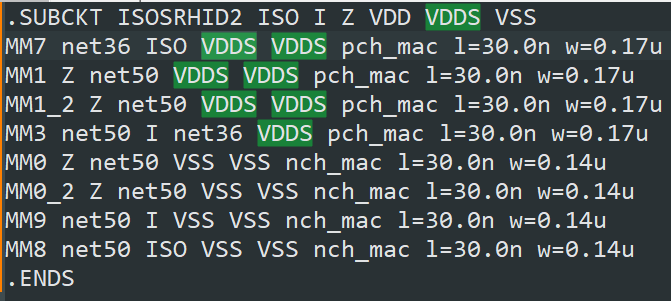 .SUBCKT ISOSRHID2 ISO I Z VDD VDDS VSS
MM7 net36 ISO VDDS VDDS pch_mac l=30.0n w=0.17u
MM1 Z net50 VDDS VDDS pch_mac l=30.0n w=0.17u
MM1_2 Z net50 VDDS VDDS pch_mac l=30.0n w=0.17u
MM3 net50 I net36 VDDS pch_mac l=30.0n w=0.17u
MM0 Z net50 VSS VSS nch_mac l=30.0n w=0.14u
MM0_2 Z net50 VSS VSS nch_mac l=30.0n w=0.14u
MM9 net50 I VSS VSS nch_mac l=30.0n w=0.14u
MM8 net50 ISO VSS VSS nch_mac l=30.0n w=0.14u
.ENDS